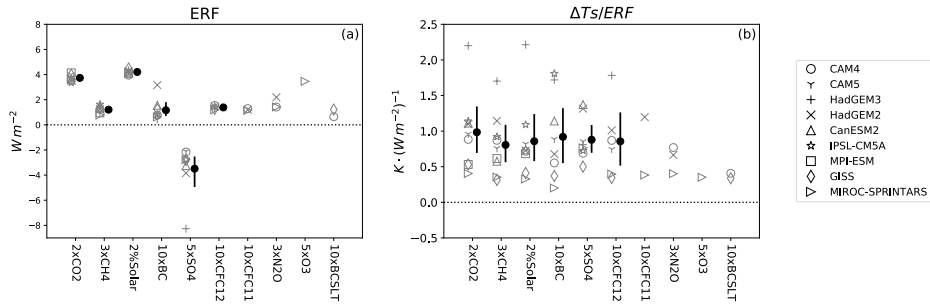 ERF
(a)
W m⁻²
8
6
4
2
0
−2
−4
−6
−8
2xCO2
3xCH4
2%Solar
10xBC
5xSO4
10xCFC12
10xCFC11
3xN2O
5xO3
10xBCSLT
ΔTs/ERF
(b)
K · (W m⁻²)⁻¹
2.5
2.0
1.5
1.0
0.5
0.0
−0.5
2xCO2
3xCH4
2%Solar
10xBC
5xSO4
10xCFC12
10xCFC11
3xN2O
5xO3
10xBCSLT
CAM4
CAM5
HadGEM3
HadGEM2
CanESM2
IPSL-CM5A
MPI-ESM
GISS
MIROC-SPRINTARS